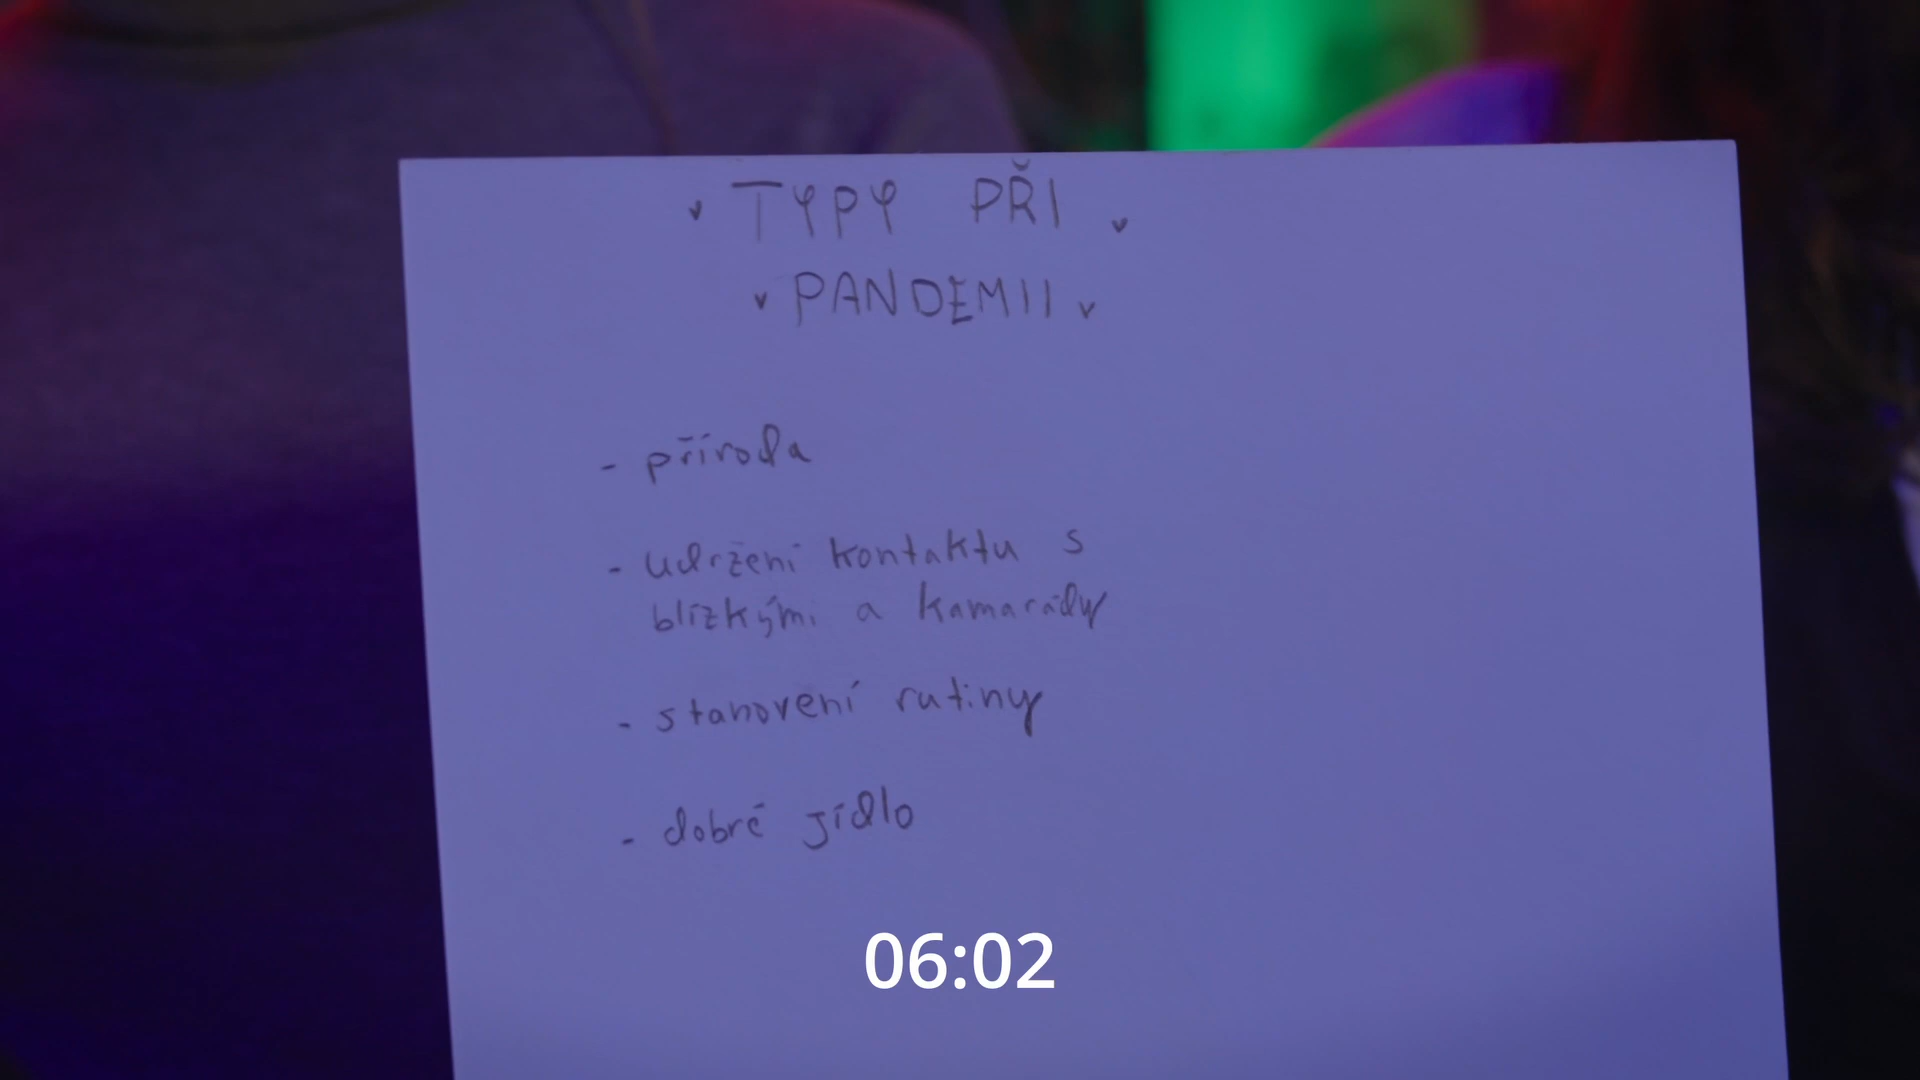 TYPY PŘI
PANDEMII
- příroda
- udržení kontaktu s
blízkými a kamarády
- stanovení rutiny
- dobré jídlo
06:02